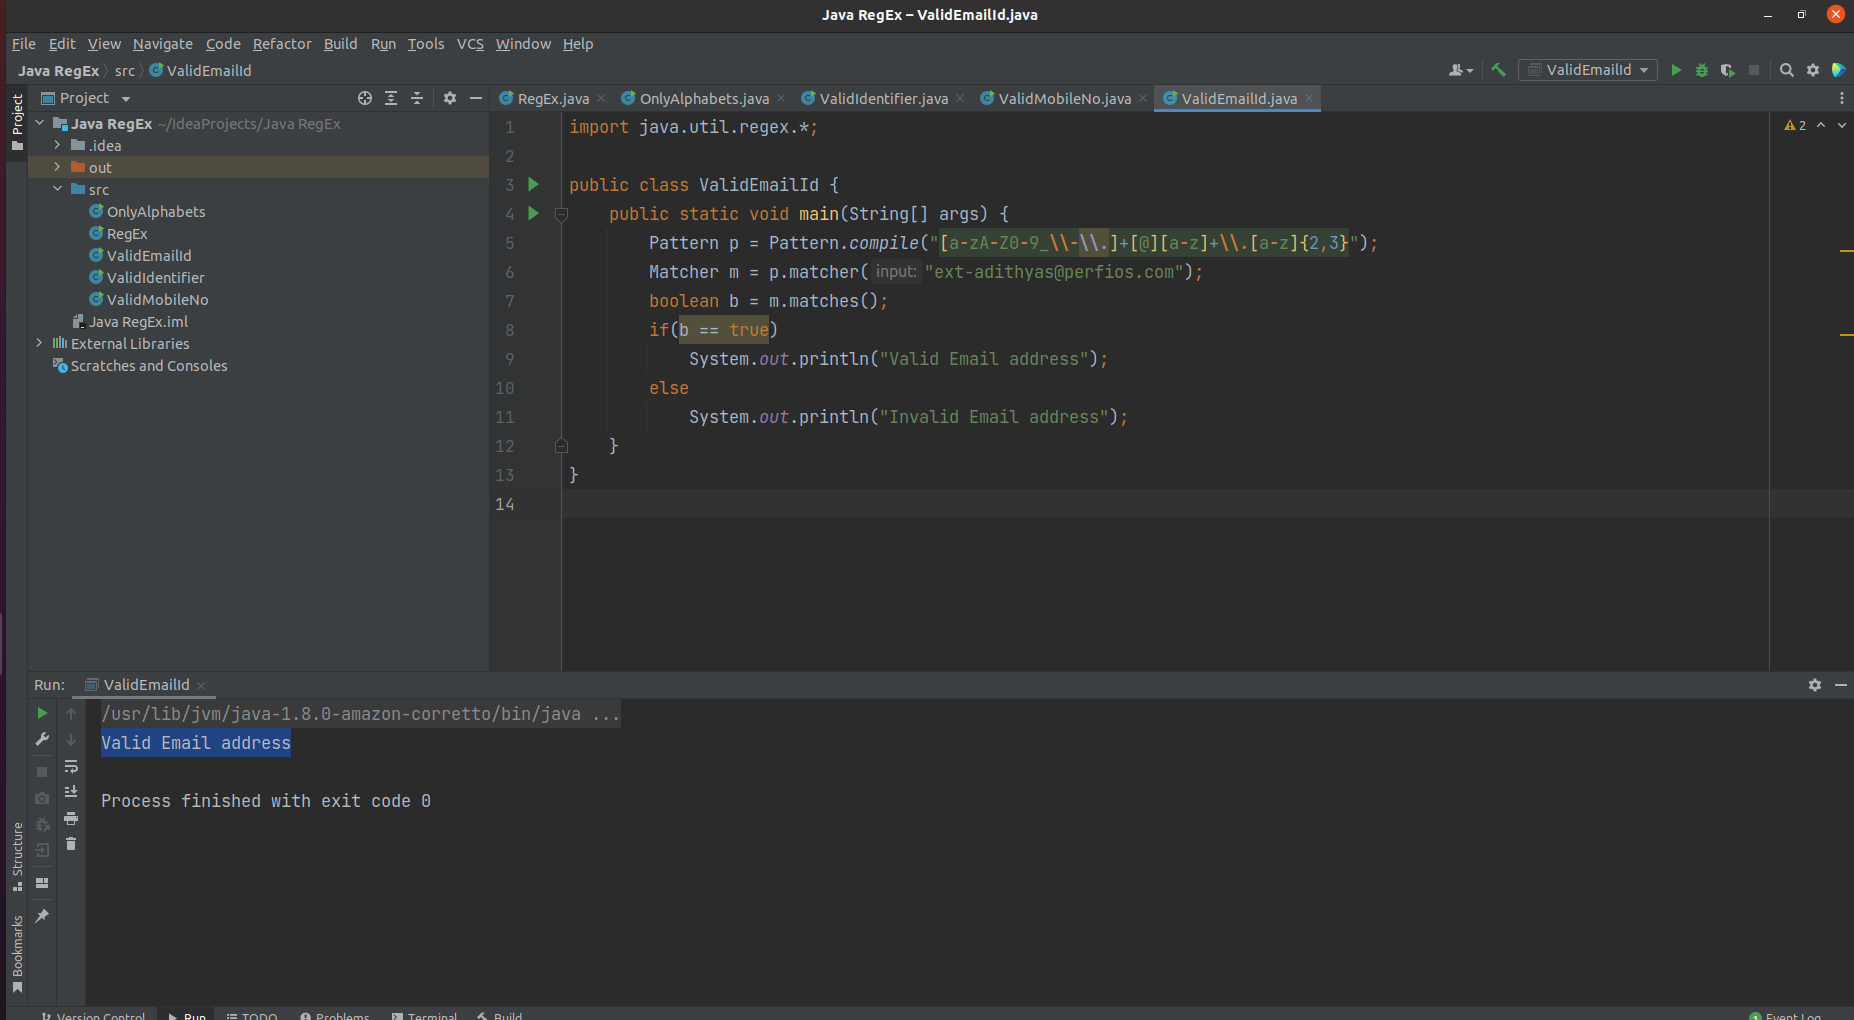 Java RegEx – ValidEmailId.java
File Edit View Navigate Code Refactor Build Run Tools VCS Window Help
Java RegEx src ValidEmailId
ValidEmailId
Project
Project
RegEx.java OnlyAlphabets.java ValidIdentifier.java ValidMobileNo.java ValidEmailId.java
Java RegEx ~/IdeaProjects/Java RegEx
.idea
out
src
OnlyAlphabets
RegEx
ValidEmailId
ValidIdentifier
ValidMobileNo
Java RegEx.iml
External Libraries
Scratches and Consoles
2
1 import java.util.regex.*;
2
3 public class ValidEmailId {
4 public static void main(String[] args) {
5 Pattern p = Pattern.compile("[a-zA-Z0-9_\\-\\.]+[@][a-z]+\\.[a-z]{2,3}");
6 Matcher m = p.matcher( input: "ext-adithyas@perfios.com");
7 boolean b = m.matches();
8 if(b == true)
9 System.out.println("Valid Email address");
10 else
11 System.out.println("Invalid Email address");
12 }
13 }
14
Run: ValidEmailId
/usr/lib/jvm/java-1.8.0-amazon-corretto/bin/java ...
Valid Email address
Process finished with exit code 0
Structure
Bookmarks
Version Control Run TODO Problems Terminal Build
1 Event Log